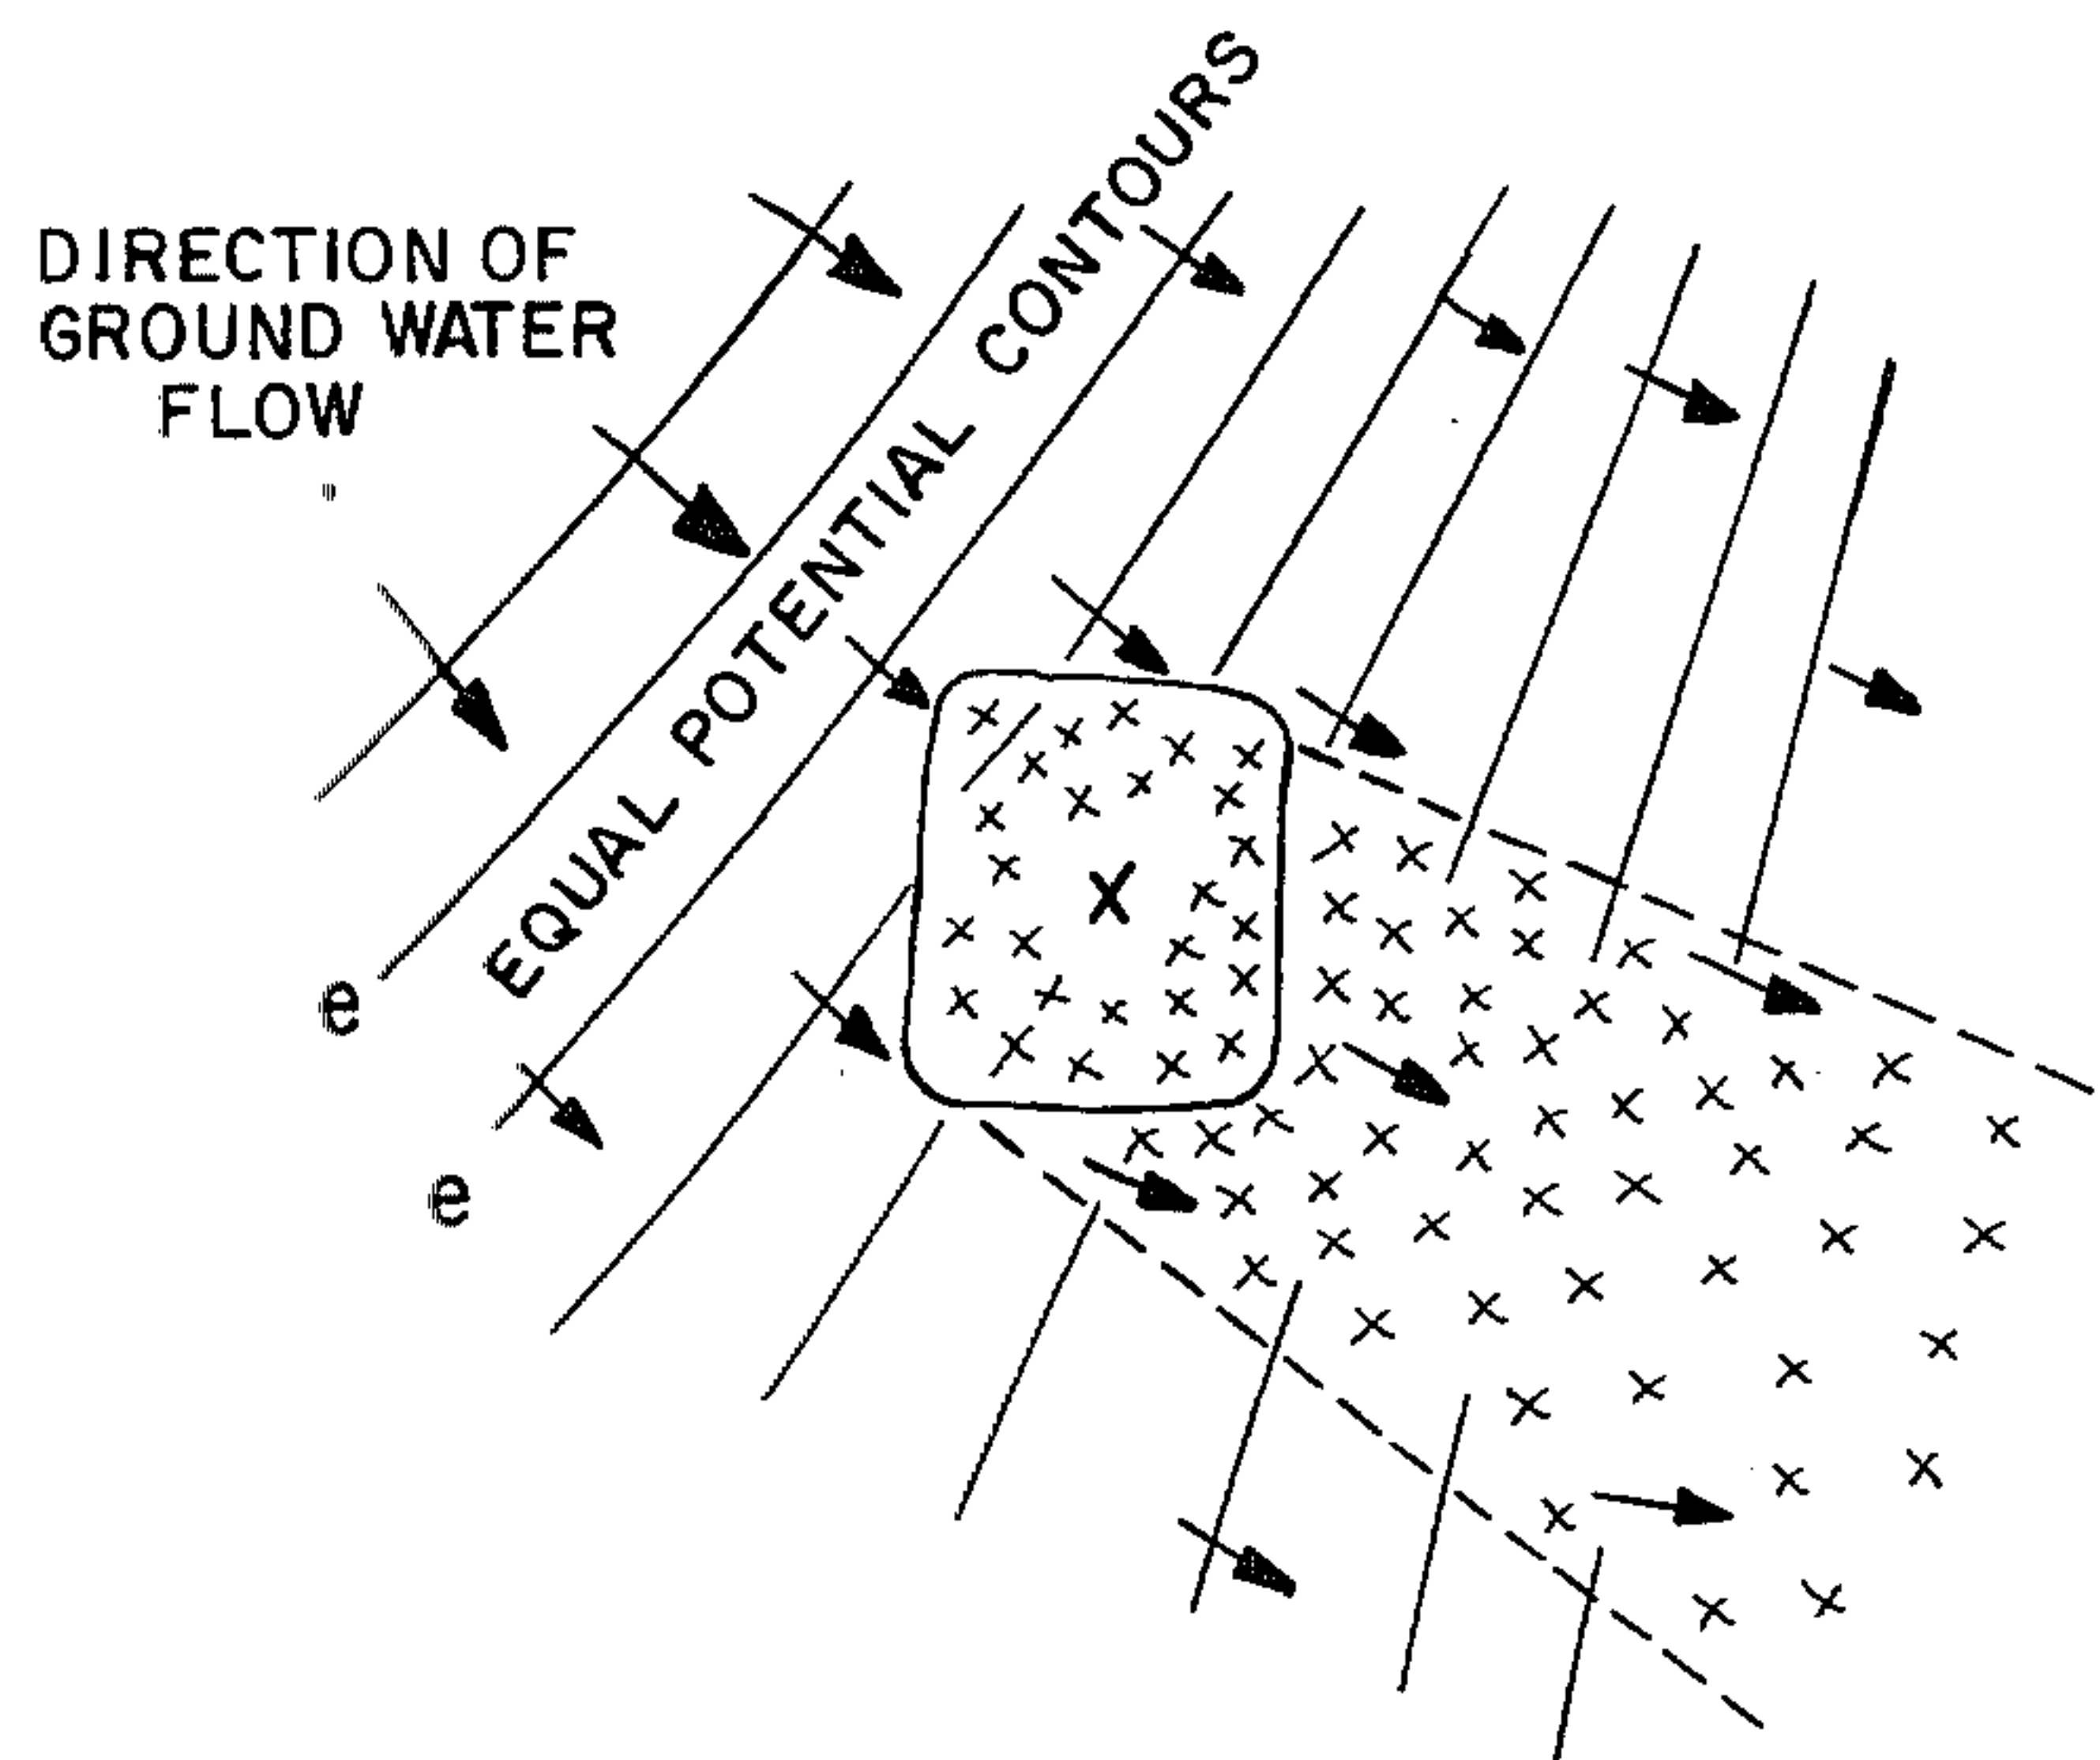 DIRECTION OF
GROUND WATER
FLOW
EQUAL POTENTIAL CONTOURS
e
e
X